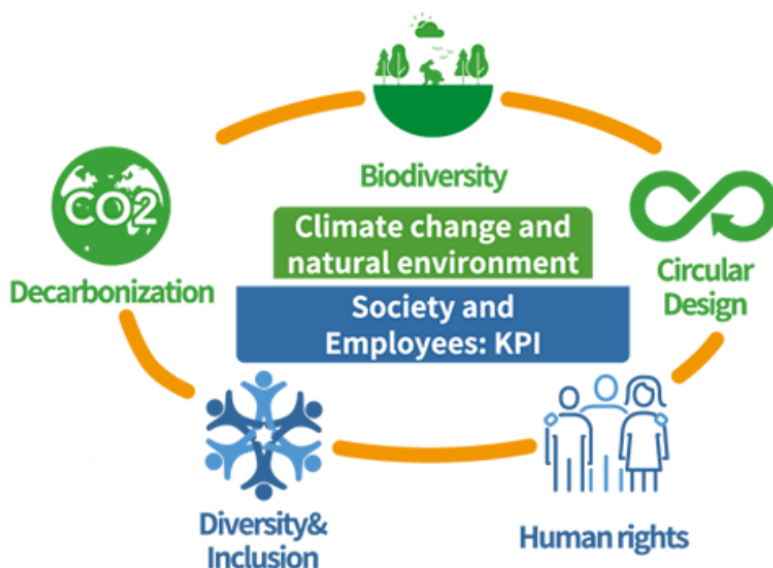 Biodiversity
CO2
Decarbonization
Climate change and
natural environment
Circular
Design
Society and
Employees: KPI
Diversity&
Inclusion
Human rights